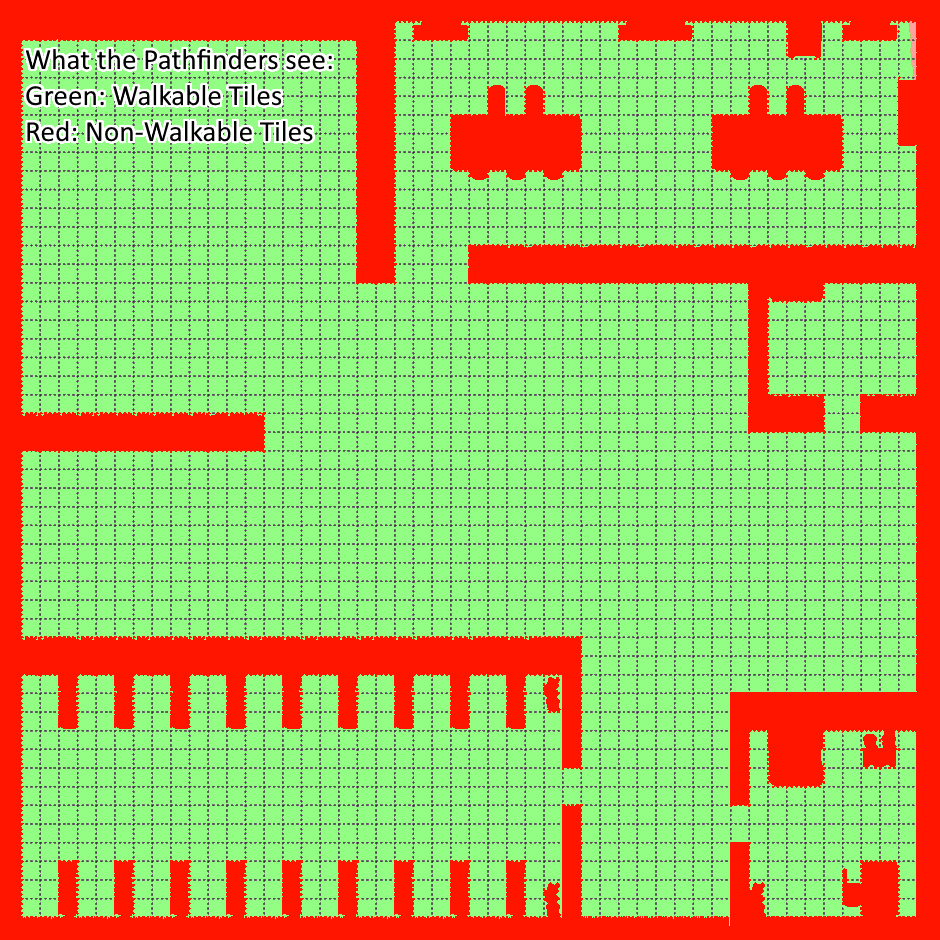 What the Pathfinders see:
Green: Walkable Tiles
Red: Non-Walkable Tiles